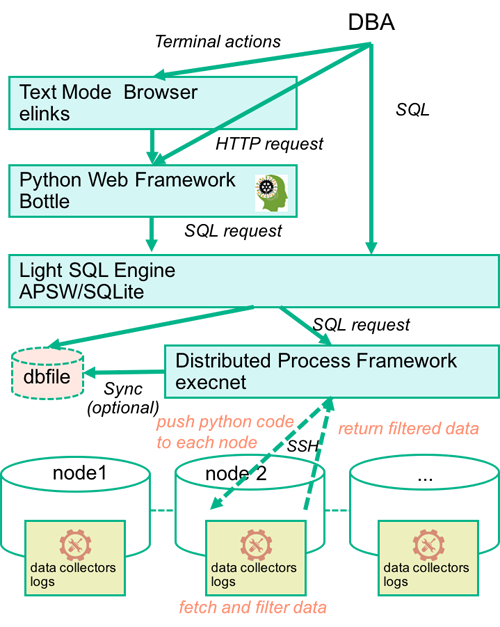 DBA
Terminal actions
Text Mode Browser
elinks
SQL
HTTP request
Python Web Framework
Bottle
SQL request
Light SQL Engine
APSW/SQLite
SQL request
dbfile
Distributed Process Framework
execnet
Sync
(optional)
push python code
to each node
SSH
return filtered data
node1
node 2
...
data collectors
logs
data collectors
logs
data collectors
logs
fetch and filter data